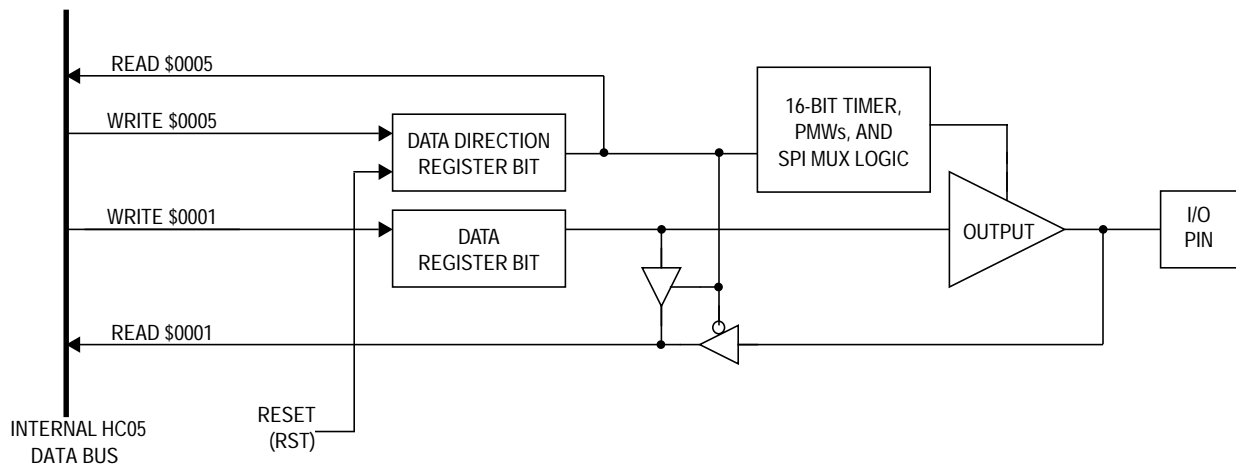 READ $0005
WRITE $0005
DATA DIRECTION
REGISTER BIT
16-BIT TIMER,
PMWs, AND
SPI MUX LOGIC
WRITE $0001
DATA
REGISTER BIT
OUTPUT
I/O
PIN
READ $0001
RESET
(RST)
INTERNAL HC05
DATA BUS